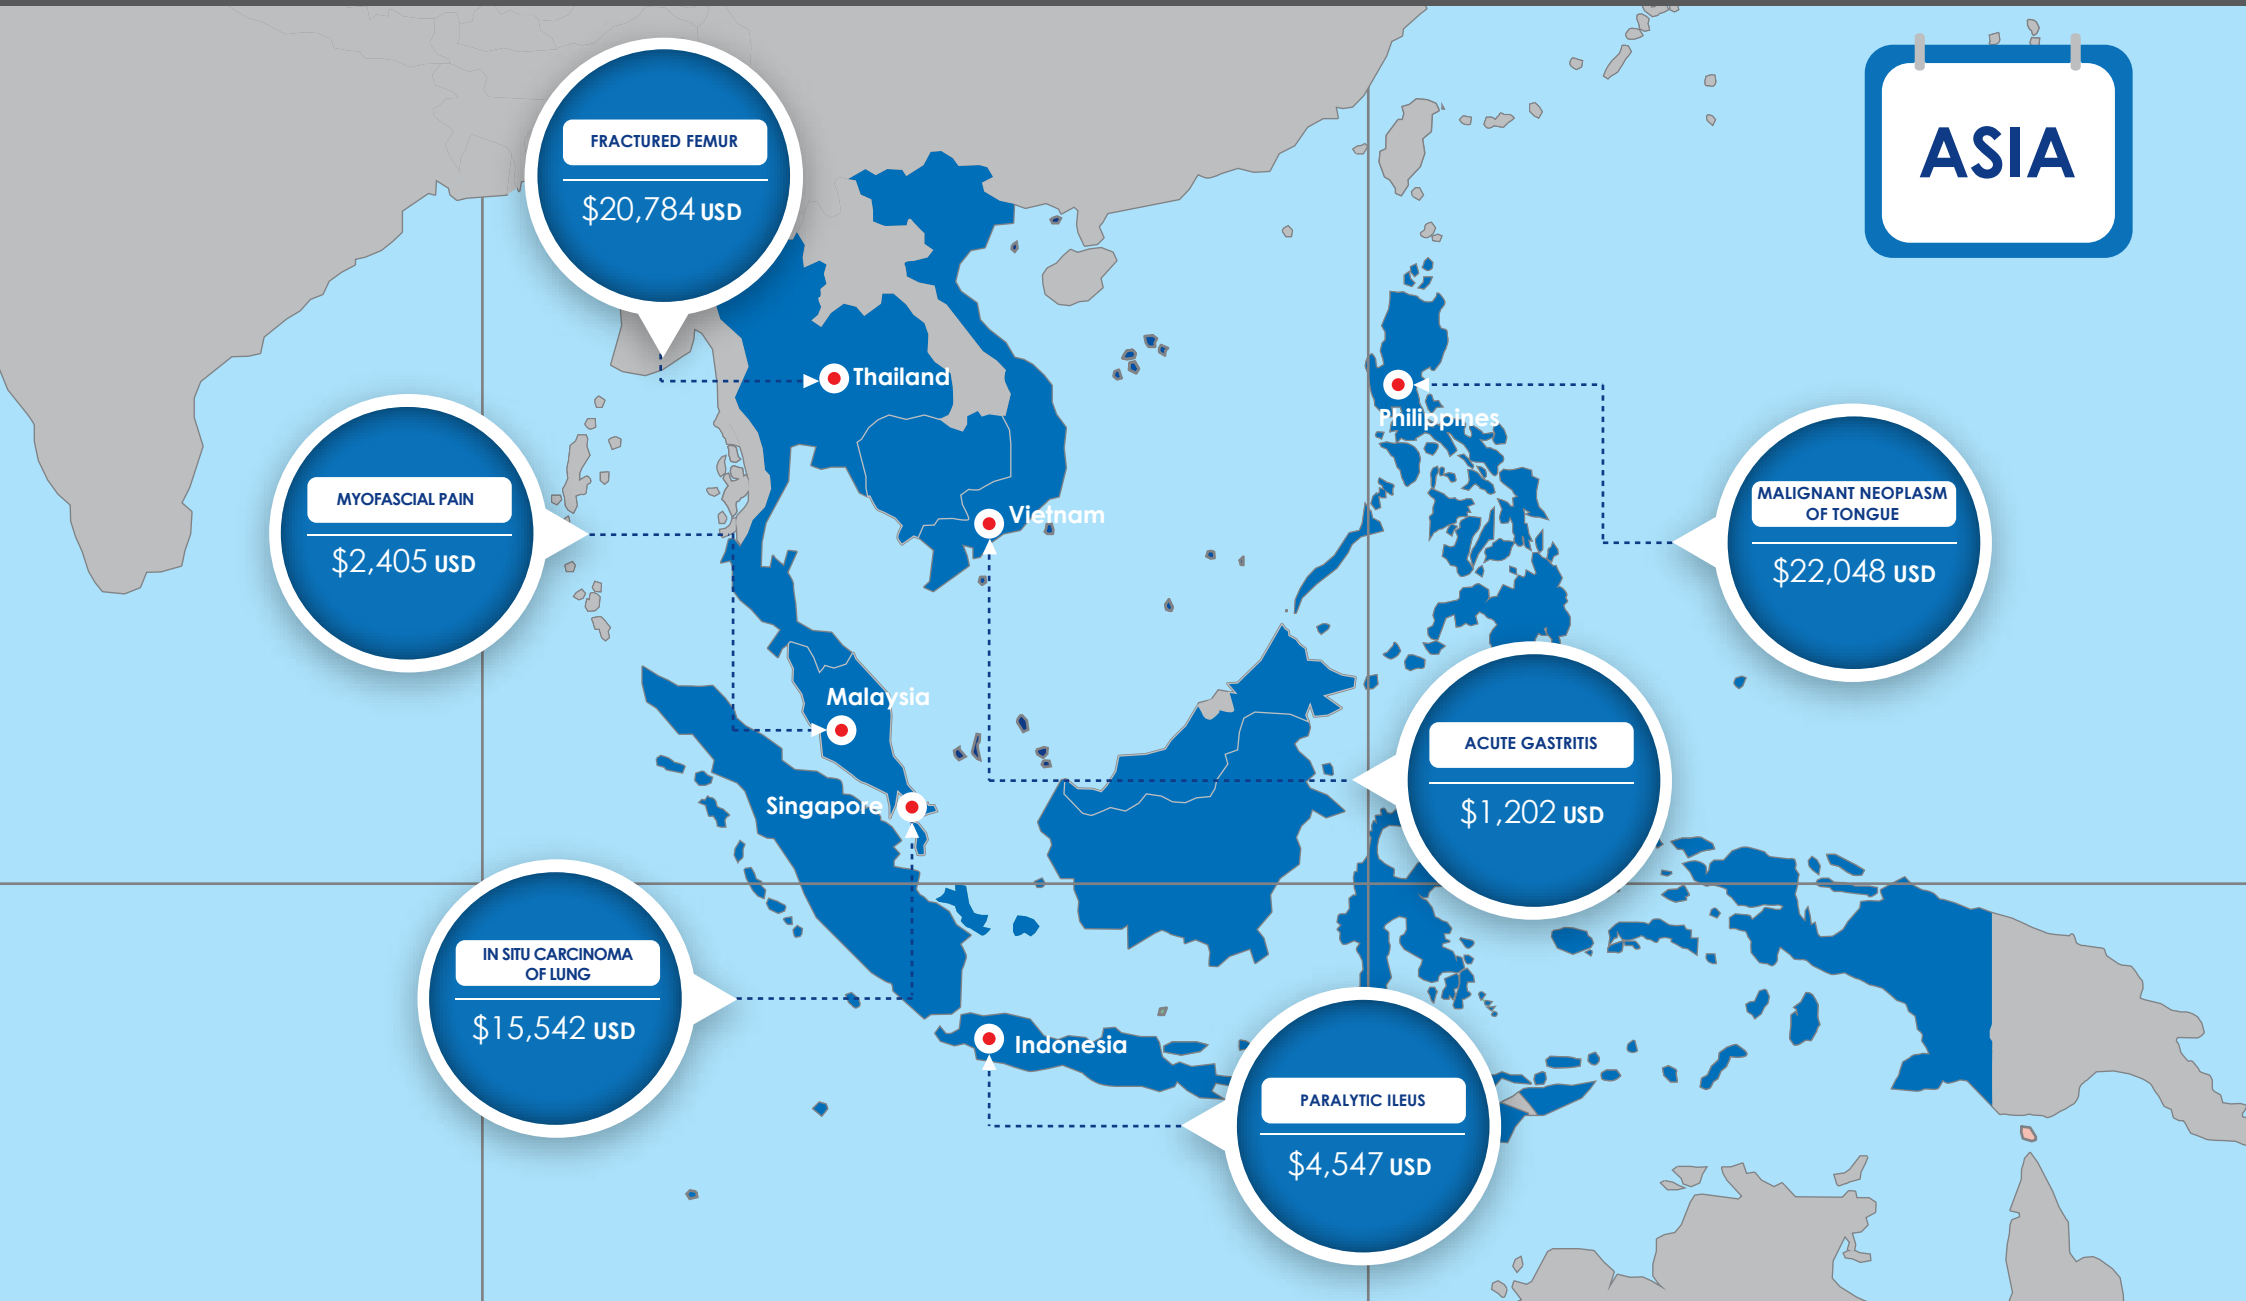 ASIA
FRACTURED FEMUR
$20,784 USD
Thailand
MYOFASCIAL PAIN
$2,405 USD
Philippines
MALIGNANT NEOPLASM
OF TONGUE
$22,048 USD
Vietnam
Malaysia
ACUTE GASTRITIS
$1,202 USD
Singapore
IN SITU CARCINOMA
OF LUNG
$15,542 USD
Indonesia
PARALYTIC ILEUS
$4,547 USD